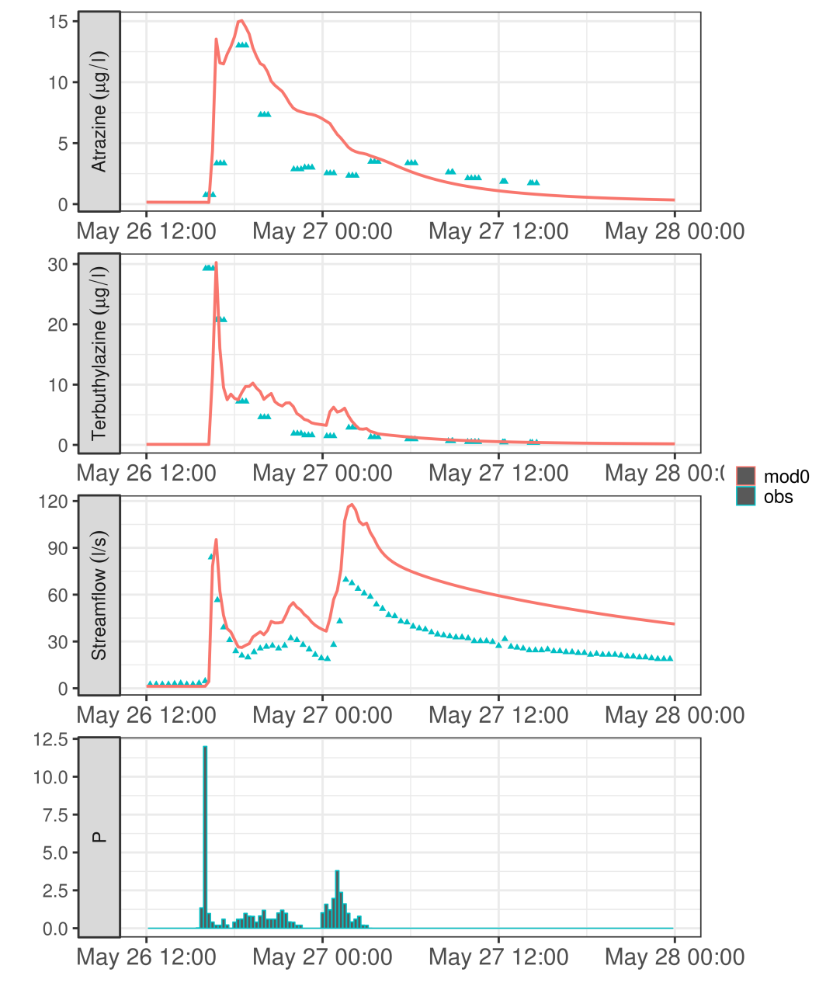 Atrazine (μg/l)
15
10
5
0
May 26 12:00 May 27 00:00 May 27 12:00 May 28 00:00
Terbuthylazine (μg/l)
30
20
10
0
May 26 12:00 May 27 00:00 May 27 12:00 May 28 00:(
mod0
obs
Streamflow (l/s)
120
90
60
30
0
May 26 12:00 May 27 00:00 May 27 12:00 May 28 00:00
P
12.5
10.0
7.5
5.0
2.5
0.0
May 26 12:00 May 27 00:00 May 27 12:00 May 28 00:00